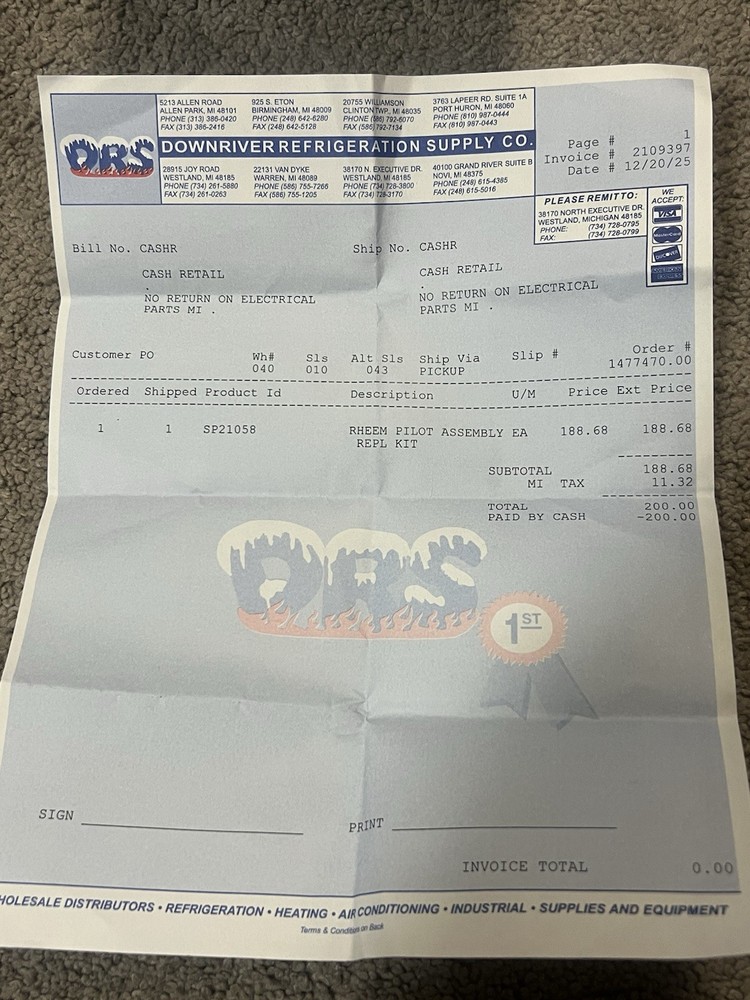 DRS
5213 ALLEN ROAD
ALLEN PARK, MI 48101
PHONE (313) 386-0420
FAX (313) 386-2416
925 S. ETON
BIRMINGHAM, MI 48009
PHONE (248) 642-6280
FAX (248) 642-5128
20755 WILLIAMSON
CLINTON TWP, MI 48035
PHONE (586) 792-6070
FAX (586) 792-7134
3763 LAPEER RD. SUITE 1A
PORT HURON, MI 48060
PHONE (810) 987-0444
FAX (810) 987-0443
DOWNRIVER REFRIGERATION SUPPLY CO.
28915 JOY ROAD
WESTLAND, MI 48185
PHONE (734) 261-5880
FAX (734) 261-0263
22131 VAN DYKE
WARREN, MI 48089
PHONE (586) 755-7266
FAX (586) 755-1205
38170 N. EXECUTIVE DR.
WESTLAND, MI 48185
PHONE (734) 728-3800
FAX (734) 728-3170
40100 GRAND RIVER SUITE B
NOVI, MI 48375
PHONE (248) 615-4385
FAX (248) 615-5016
Page # 1
Invoice # 2109397
Date # 12/20/25
PLEASE REMIT TO:
38170 NORTH EXECUTIVE DR.
WESTLAND, MICHIGAN 48185
PHONE: (734) 728-0795
FAX: (734) 728-0799
WE
ACCEPT:
VISA
MasterCard
DISCOVER
AMERICAN EXPRESS
Bill No. CASHR Ship No. CASHR
CASH RETAIL CASH RETAIL
. .
NO RETURN ON ELECTRICAL NO RETURN ON ELECTRICAL
PARTS MI . PARTS MI .
Customer PO Wh# Sls Alt Sls Ship Via Slip # Order #
040 010 043 PICKUP 1477470.00
Ordered Shipped Product Id Description U/M Price Ext Price
1 1 SP21058 RHEEM PILOT ASSEMBLY EA 188.68 188.68
REPL KIT
SUBTOTAL 188.68
MI TAX 11.32
TOTAL 200.00
PAID BY CASH -200.00
DRS
1ST
SIGN PRINT
INVOICE TOTAL 0.00
HOLESALE DISTRIBUTORS • REFRIGERATION • HEATING • AIR CONDITIONING • INDUSTRIAL • SUPPLIES AND EQUIPMENT
Terms & Conditions on Back